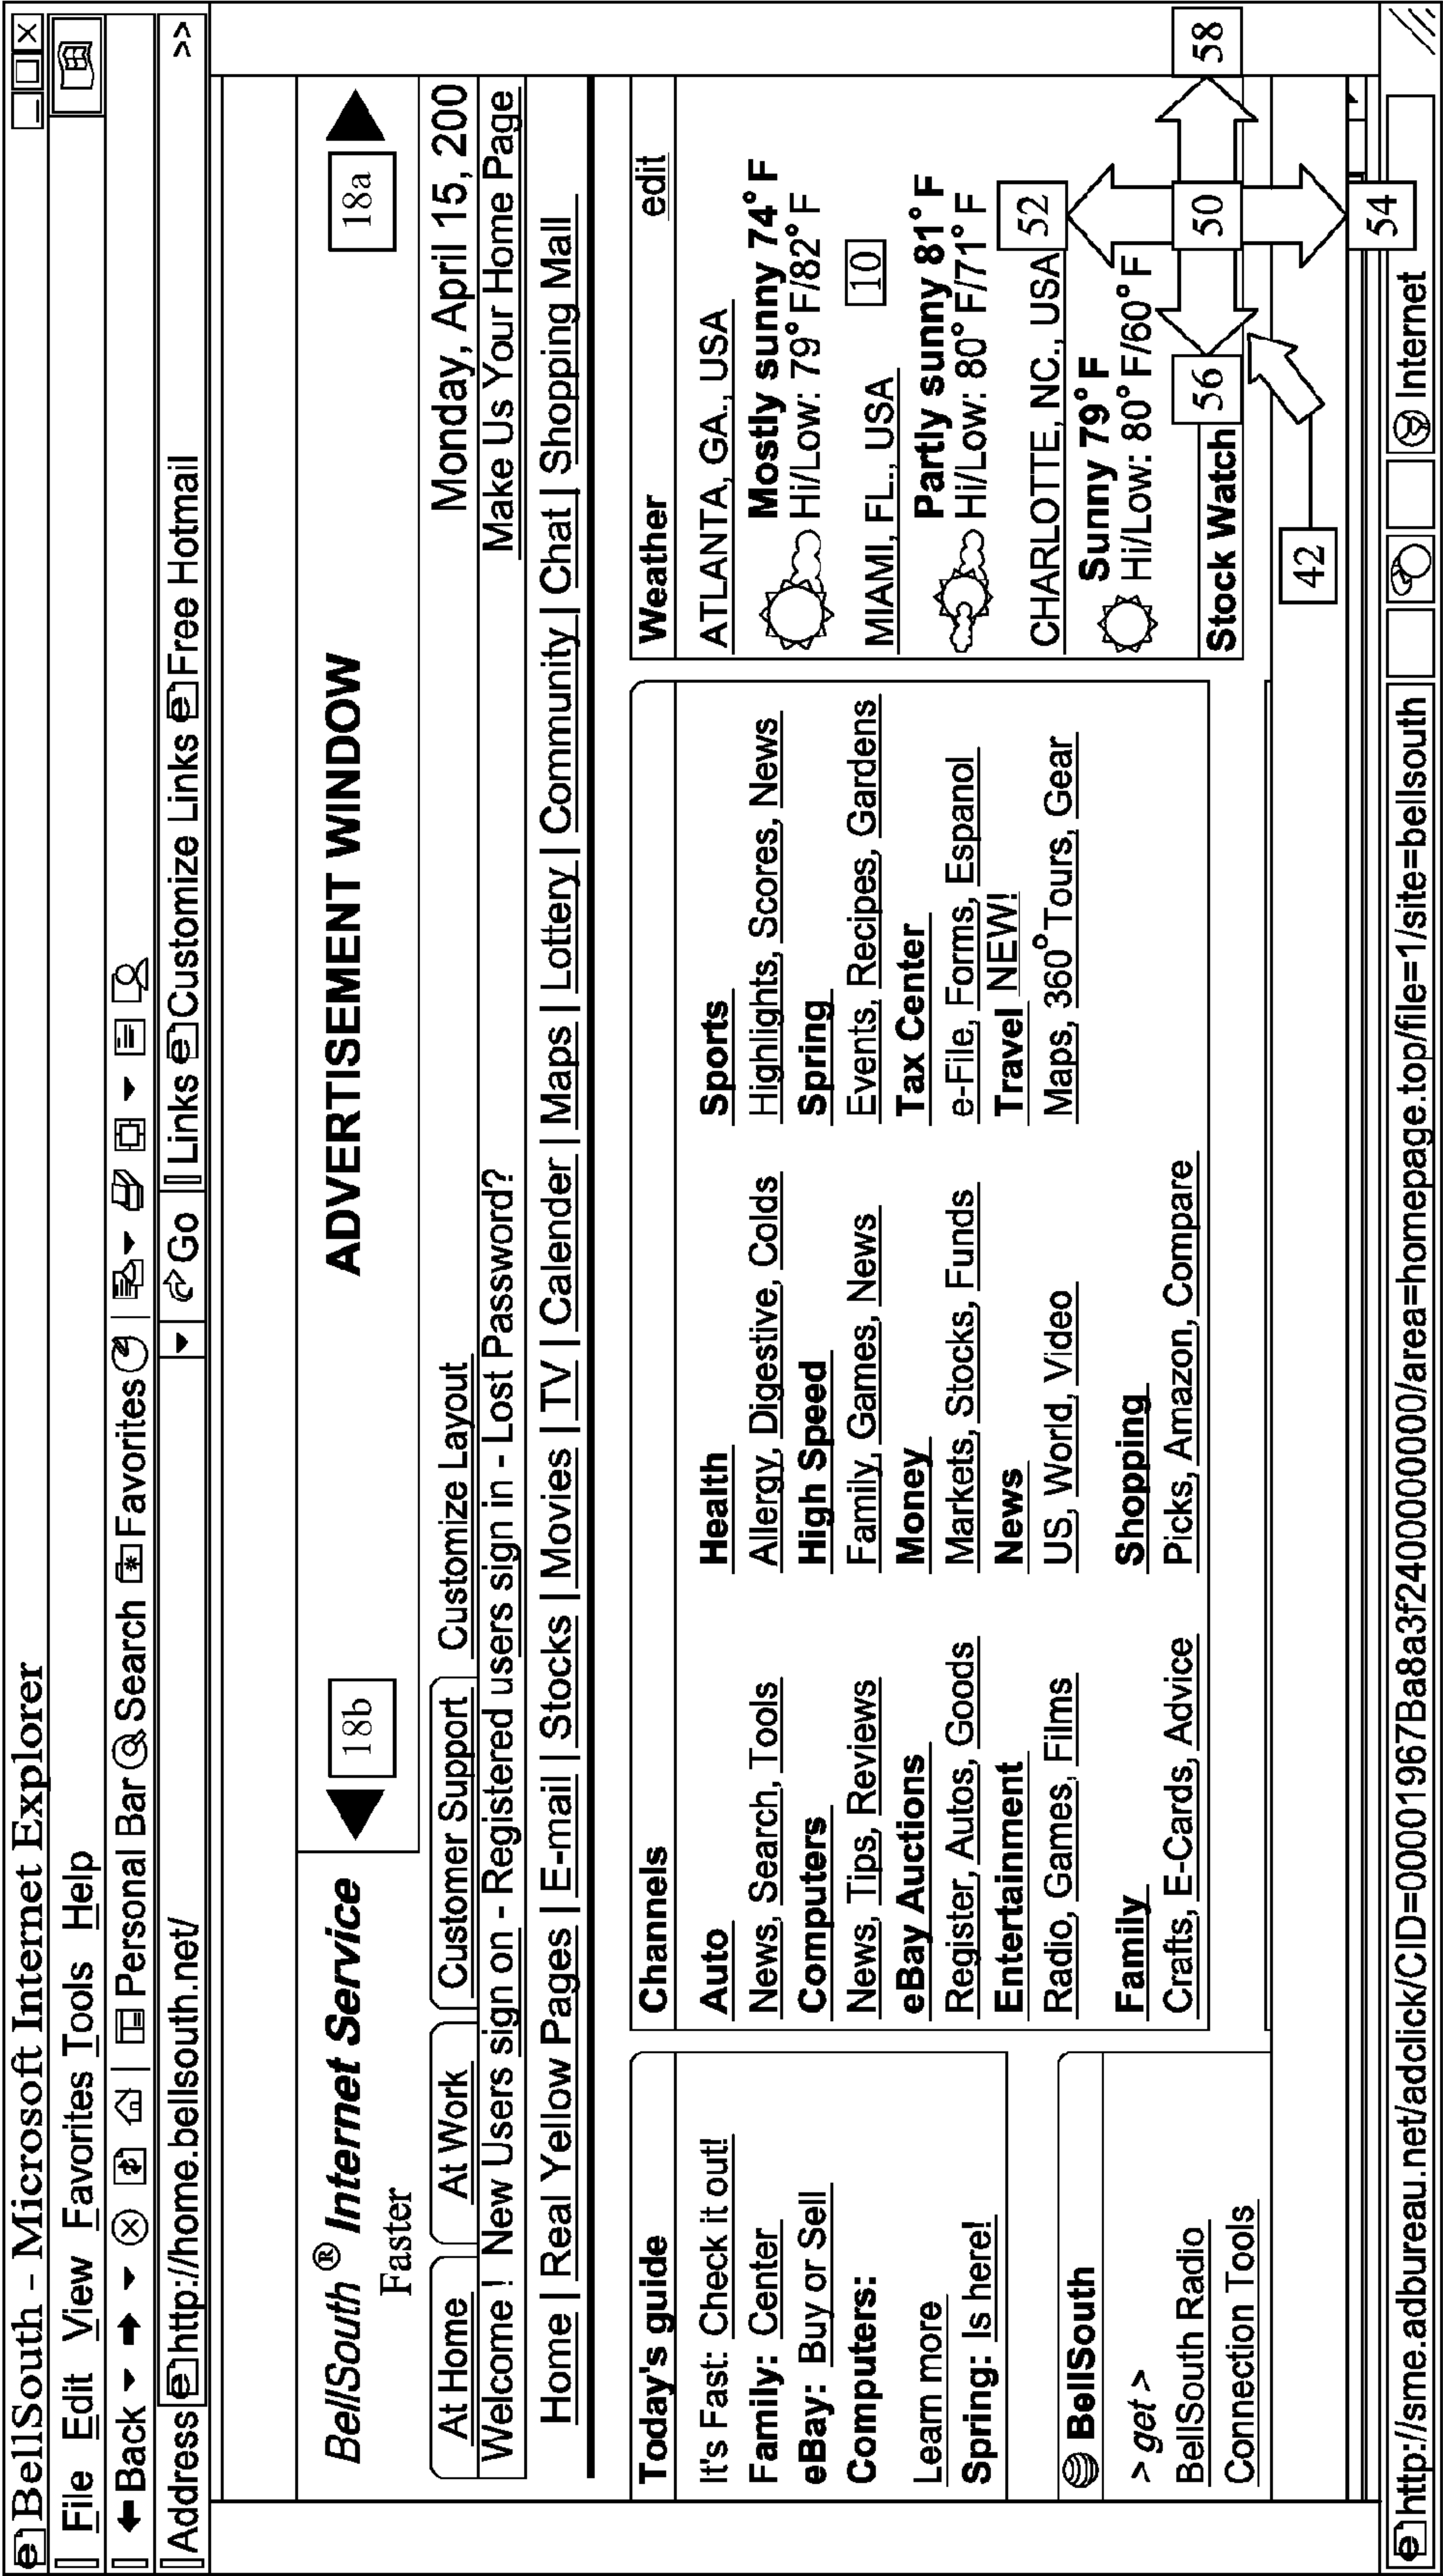 BellSouth - Microsoft Internet Explorer
File Edit View Favorites Tools Help
Back Personal Bar Search Favorites
Address http://home.bellsouth.net/ Go Links Customize Links Free Hotmail >>
BellSouth ® Internet Service
Faster
18b ADVERTISEMENT WINDOW 18a
At Home At Work Customer Support Customize Layout Monday, April 15, 200
Welcome ! New Users sign on - Registered users sign in - Lost Password? Make Us Your Home Page
Home | Real Yellow Pages | E-mail | Stocks | Movies | TV | Calender | Maps | Lottery | Community | Chat | Shopping Mall
Today's guide
It's Fast: Check it out!
Family: Center
eBay: Buy or Sell
Computers:
Learn more
Spring: Is here!
BellSouth
> get >
BellSouth Radio
Connection Tools
Channels
Auto
News, Search, Tools
Computers
News, Tips, Reviews
eBay Auctions
Register, Autos, Goods
Entertainment
Radio, Games, Films
Family
Crafts, E-Cards, Advice
Health
Allergy, Digestive, Colds
High Speed
Family, Games, News
Money
Markets, Stocks, Funds
News
US, World, Video
Shopping
Picks, Amazon, Compare
Sports
Highlights, Scores, News
Spring
Events, Recipes, Gardens
Tax Center
e-File, Forms, Espanol
Travel NEW!
Maps, 360° Tours, Gear
Weather edit
ATLANTA, GA., USA
Mostly sunny 74° F
Hi/Low: 79° F/82° F
10
MIAMI, FL., USA
Partly sunny 81° F
Hi/Low: 80° F/71° F
CHARLOTTE, NC., USA
Sunny 79° F
Hi/Low: 80° F/60° F
Stock Watch
52
56 50 58
54
42
http://sme.adbureau.net/adclick/CID=00001967Ba8a3f2400000000/area=homepage.top/file=1/site=bellsouth Internet